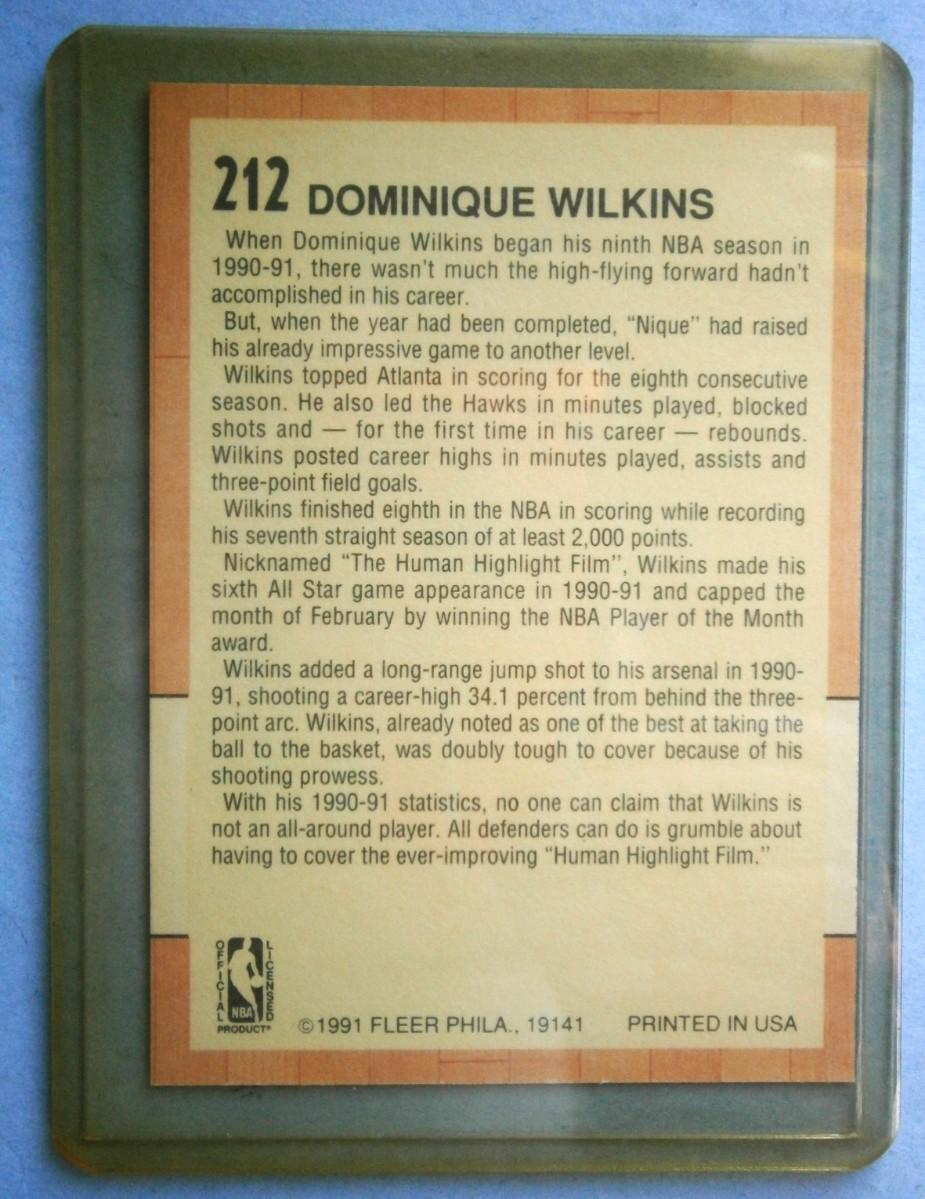 212 DOMINIQUE WILKINS
When Dominique Wilkins began his ninth NBA season in
1990-91, there wasn't much the high-flying forward hadn't
accomplished in his career.
But, when the year had been completed, “Nique” had raised
his already impressive game to another level.
Wilkins topped Atlanta in scoring for the eighth consecutive
season. He also led the Hawks in minutes played, blocked
shots and — for the first time in his career — rebounds.
Wilkins posted career highs in minutes played, assists and
three-point field goals.
Wilkins finished eighth in the NBA in scoring while recording
his seventh straight season of at least 2,000 points.
Nicknamed “The Human Highlight Film”, Wilkins made his
sixth All Star game appearance in 1990-91 and capped the
month of February by winning the NBA Player of the Month
award.
Wilkins added a long-range jump shot to his arsenal in 1990-
91, shooting a career-high 34.1 percent from behind the three-
point arc. Wilkins, already noted as one of the best at taking the
ball to the basket, was doubly tough to cover because of his
shooting prowess.
With his 1990-91 statistics, no one can claim that Wilkins is
not an all-around player. All defenders can do is grumble about
having to cover the ever-improving “Human Highlight Film.”
OFFICIAL
NBA
LICENSED
PRODUCT®
©1991 FLEER PHILA., 19141 PRINTED IN USA